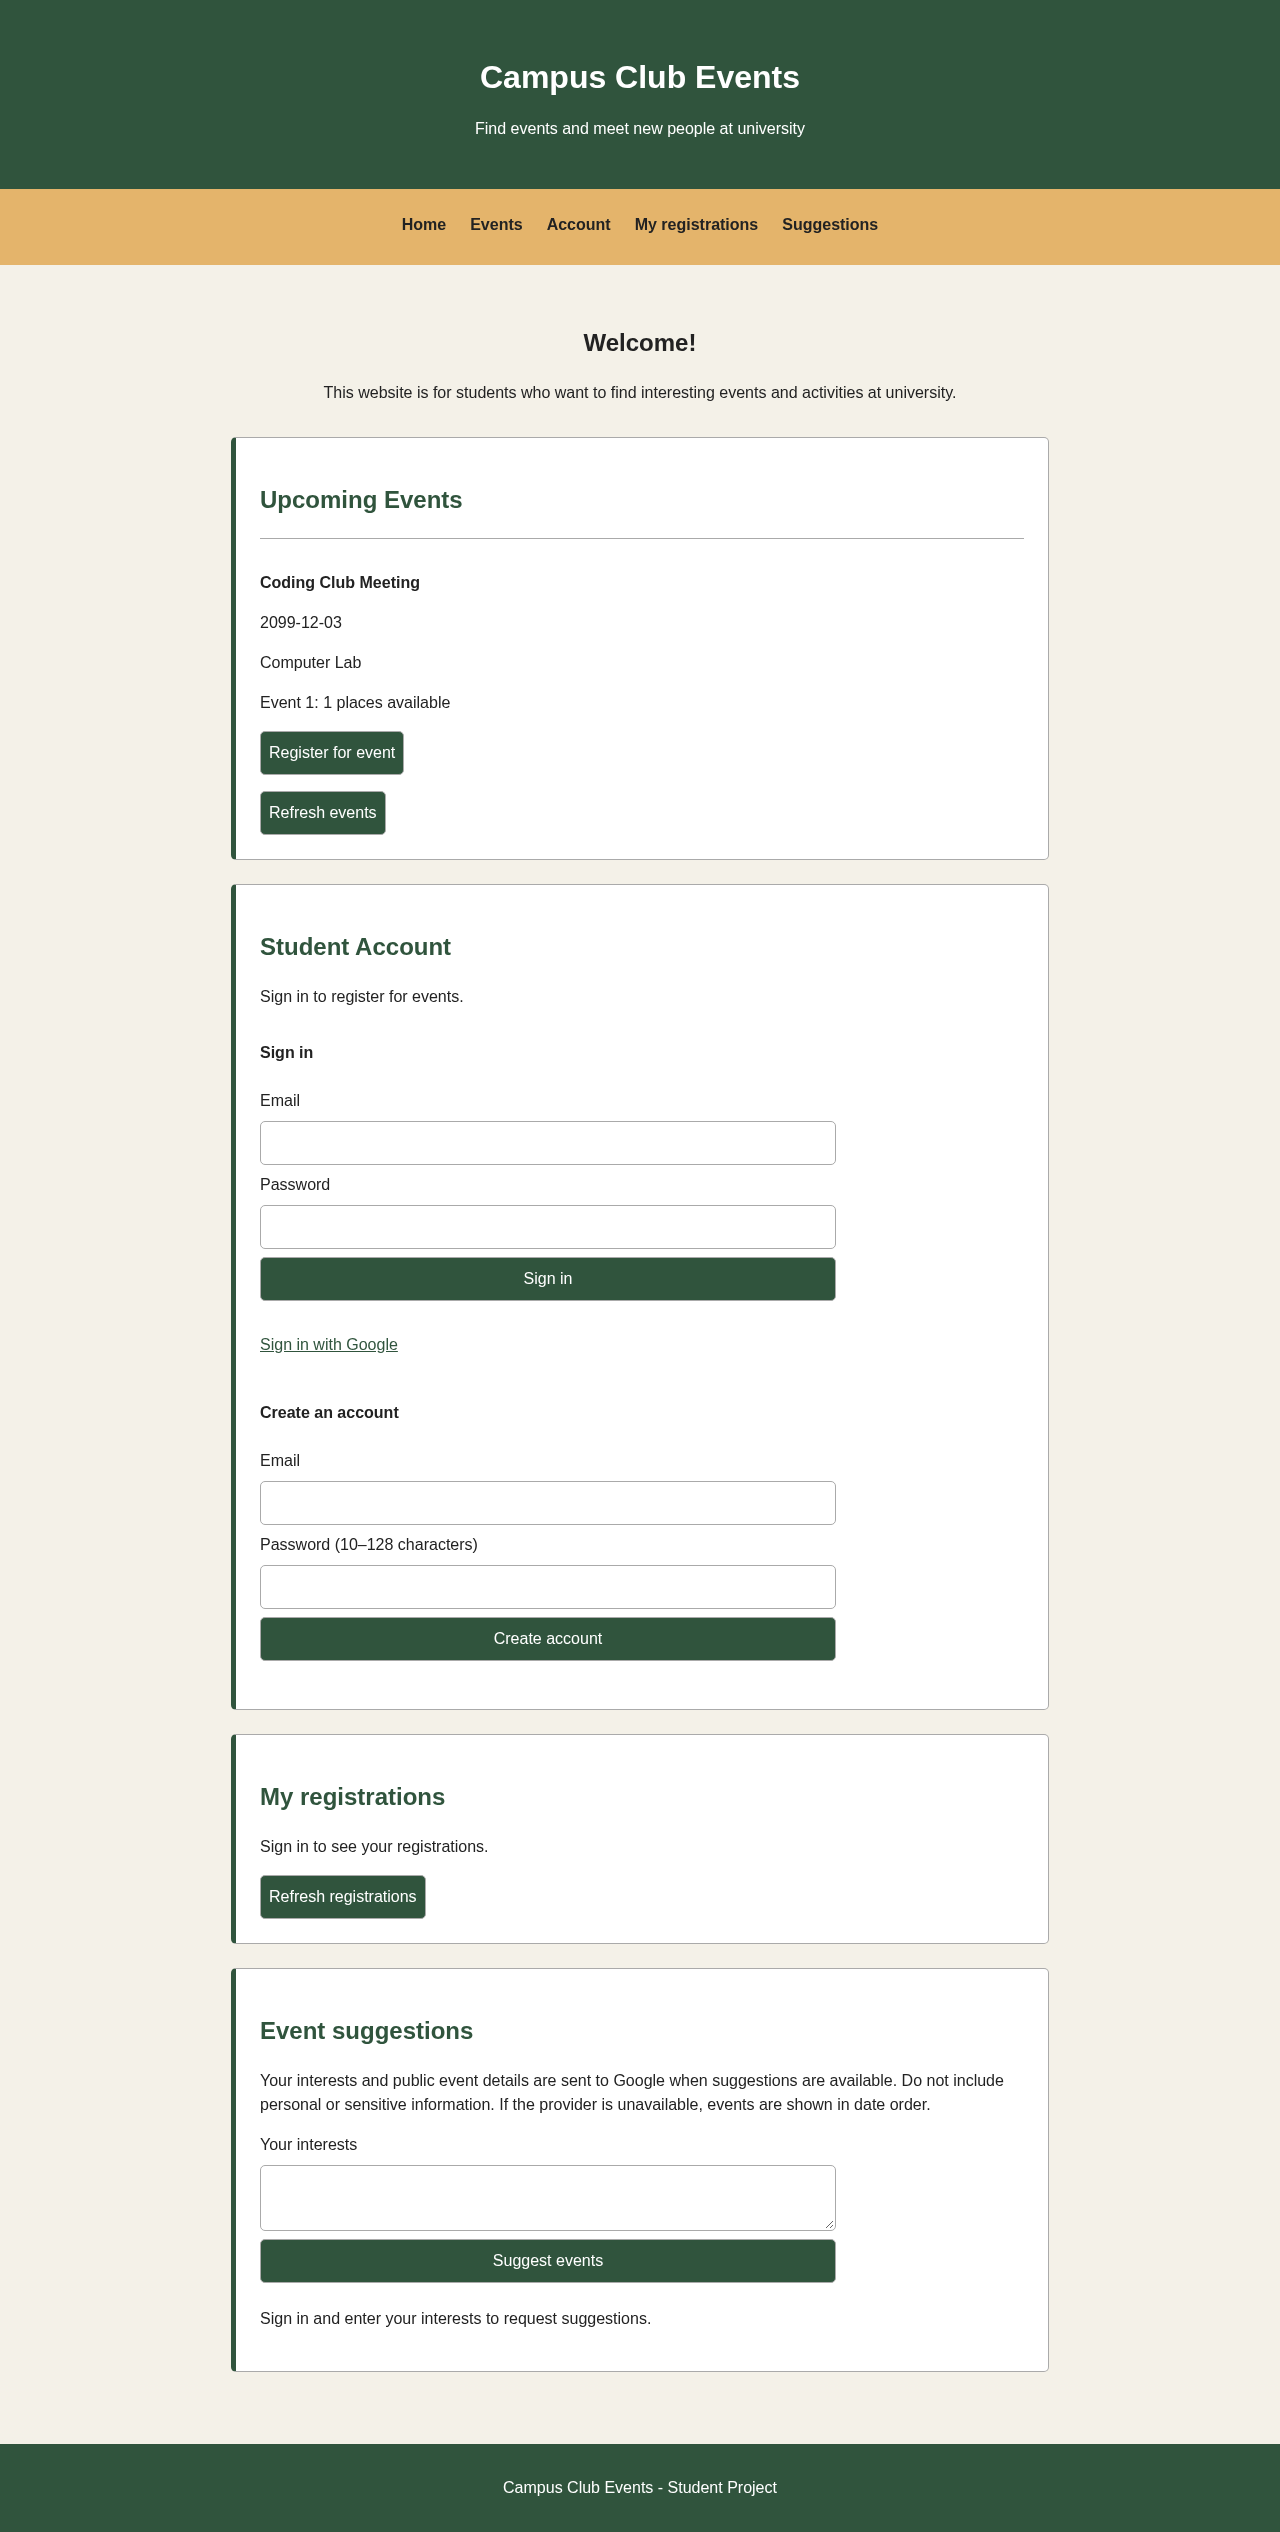 Campus Club Events
Find events and meet new people at university
Home Events Account My registrations Suggestions
Welcome!
This website is for students who want to find interesting events and activities at university.
Upcoming Events
Coding Club Meeting
2099-12-03
Computer Lab
Event 1: 1 places available
Register for event
Refresh events
Student Account
Sign in to register for events.
Sign in
Email
Password
Sign in
Sign in with Google
Create an account
Email
Password (10–128 characters)
Create account
My registrations
Sign in to see your registrations.
Refresh registrations
Event suggestions
Your interests and public event details are sent to Google when suggestions are available. Do not include
personal or sensitive information. If the provider is unavailable, events are shown in date order.
Your interests
Suggest events
Sign in and enter your interests to request suggestions.
Campus Club Events - Student Project